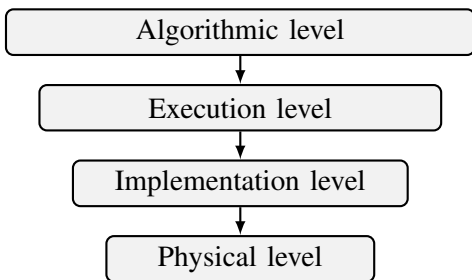 Algorithmic level
Execution level
Implementation level
Physical level